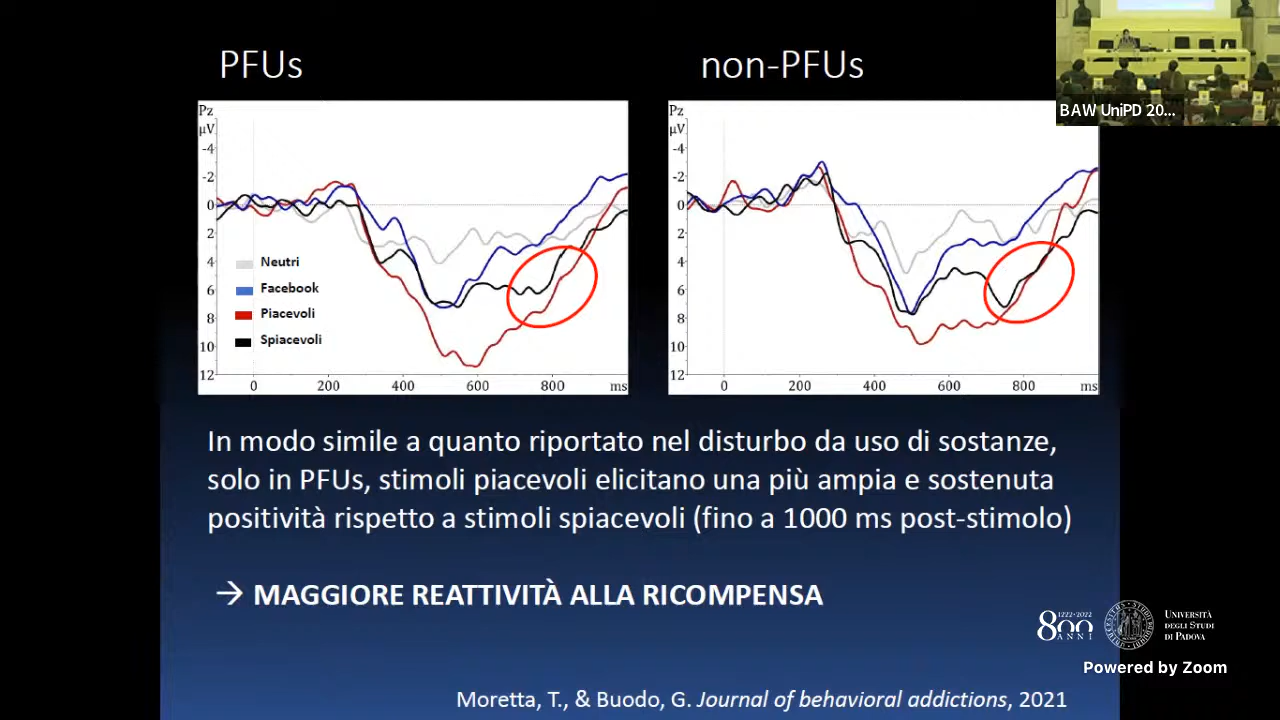 PFUs
non-PFUs
BAW UniPD 20...
Pz
µV
-4
-2
0
2
4
6
8
10
12
0
200
400
600
800
ms
Neutri
Facebook
Piacevoli
Spiacevoli
Pz
µV
-4
-2
0
2
4
6
8
10
12
0
200
400
600
800
ms
In modo simile a quanto riportato nel disturbo da uso di sostanze,
solo in PFUs, stimoli piacevoli elicitano una più ampia e sostenuta
positività rispetto a stimoli spiacevoli (fino a 1000 ms post-stimolo)
→ MAGGIORE REATTIVITÀ ALLA RICOMPENSA
1222·2022
800
ANNI
UNIVERSITÀ
DEGLI STUDI
DI PADOVA
Powered by Zoom
Moretta, T., & Buodo, G. Journal of behavioral addictions, 2021